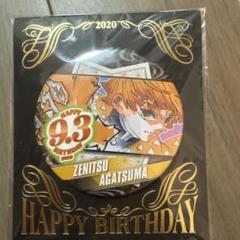 2020
HAPPY
9.3
BIRTHDAY
ZENITSU
AGATSUMA
HAPPY BIRTHDAY